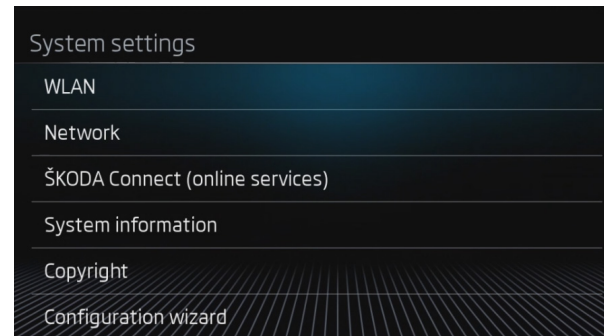 System settings
WLAN
Network
ŠKODA Connect (online services)
System information
Copyright
Configuration wizard